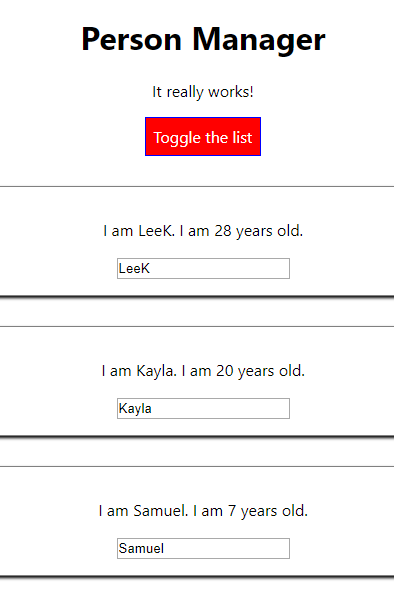 Person Manager
It really works!
Toggle the list
I am LeeK. I am 28 years old.
LeeK
I am Kayla. I am 20 years old.
Kayla
I am Samuel. I am 7 years old.
Samuel